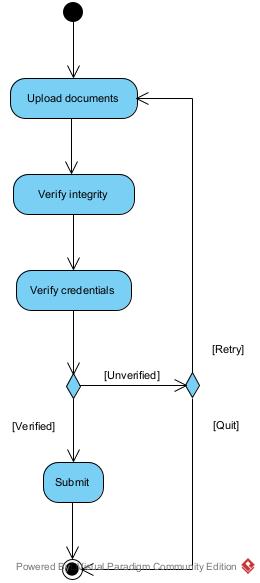 Upload documents
Verify integrity
Verify credentials
[Retry]
[Unverified]
[Verified]
[Quit]
Submit
Powered By Visual Paradigm Community Edition